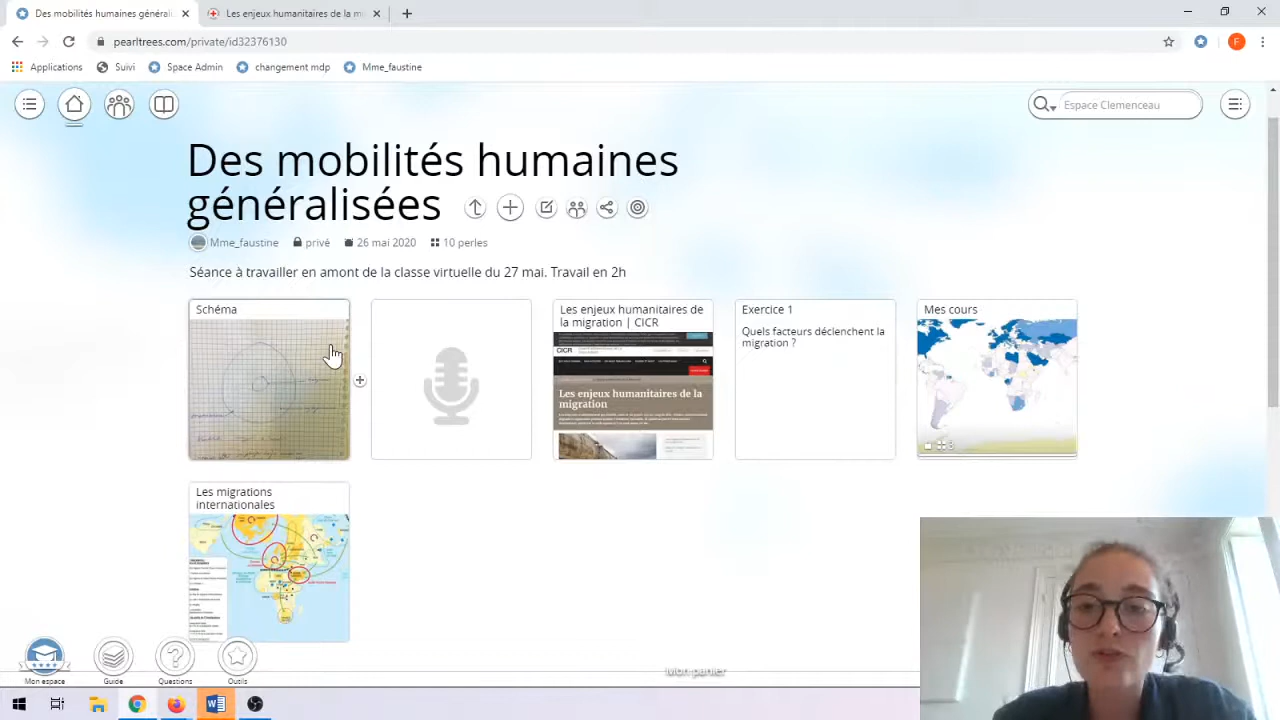 Des mobilités humaines générali
Les enjeux humanitaires de la mi
pearltrees.com/private/id32376130
Applications
Suivi
Space Admin
changement mdp
Mme_faustine
Espace Clemenceau
Des mobilités humaines
généralisées
Mme_faustine
privé
26 mai 2020
10 perles
Séance à travailler en amont de la classe virtuelle du 27 mai. Travail en 2h
Schéma
Les enjeux humanitaires de
la migration | CICR
CICR
Les enjeux humanitaires de la
migration
Exercice 1
Quels facteurs déclenchent la
migration ?
Mes cours
Les migrations
internationales
Mon espace
Guide
Questions
Outils
Mon panier